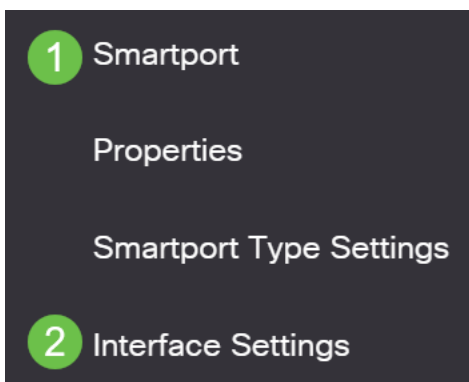 1 Smartport
Properties
Smartport Type Settings
2 Interface Settings